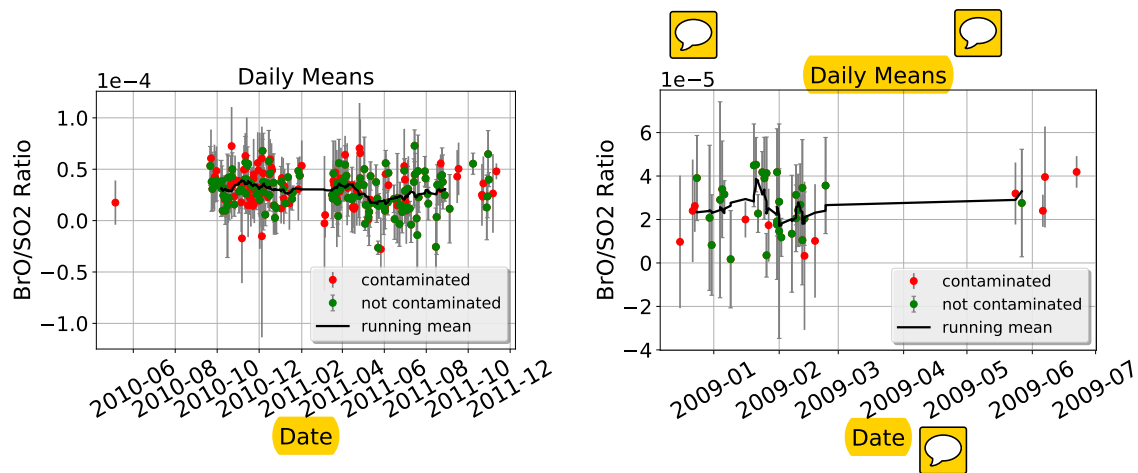 Daily Means
1e−4
1.0
0.5
0.0
−0.5
−1.0
BrO/SO2 Ratio
contaminated
not contaminated
running mean
2010-06
2010-10
2010-12
2011-02
2011-04
2011-06
2011-08
2011-10
2011-12
Date
Daily Means
1e−5
6
4
2
0
−2
−4
BrO/SO2 Ratio
contaminated
not contaminated
running mean
2009-01
2009-02
2009-03
2009-04
2009-05
2009-06
2009-07
Date